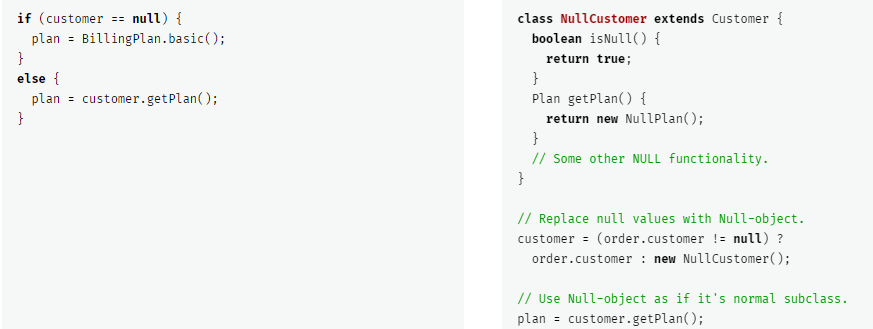 if (customer == null) {
  plan = BillingPlan.basic();
}
else {
  plan = customer.getPlan();
}
class NullCustomer extends Customer {
  boolean isNull() {
    return true;
  }
  Plan getPlan() {
    return new NullPlan();
  }
  // Some other NULL functionality.
}
// Replace null values with Null-object.
customer = (order.customer != null) ?
  order.customer : new NullCustomer();
// Use Null-object as if it's normal subclass.
plan = customer.getPlan();